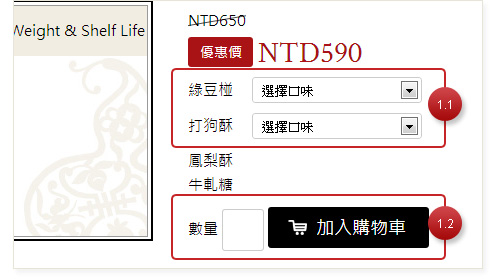 NTD650
Weight & Shelf Life
優惠價 NTD590
綠豆椪 選擇口味
1.1
打狗酥 選擇口味
鳳梨酥
牛軋糖
數量 加入購物車 1.2